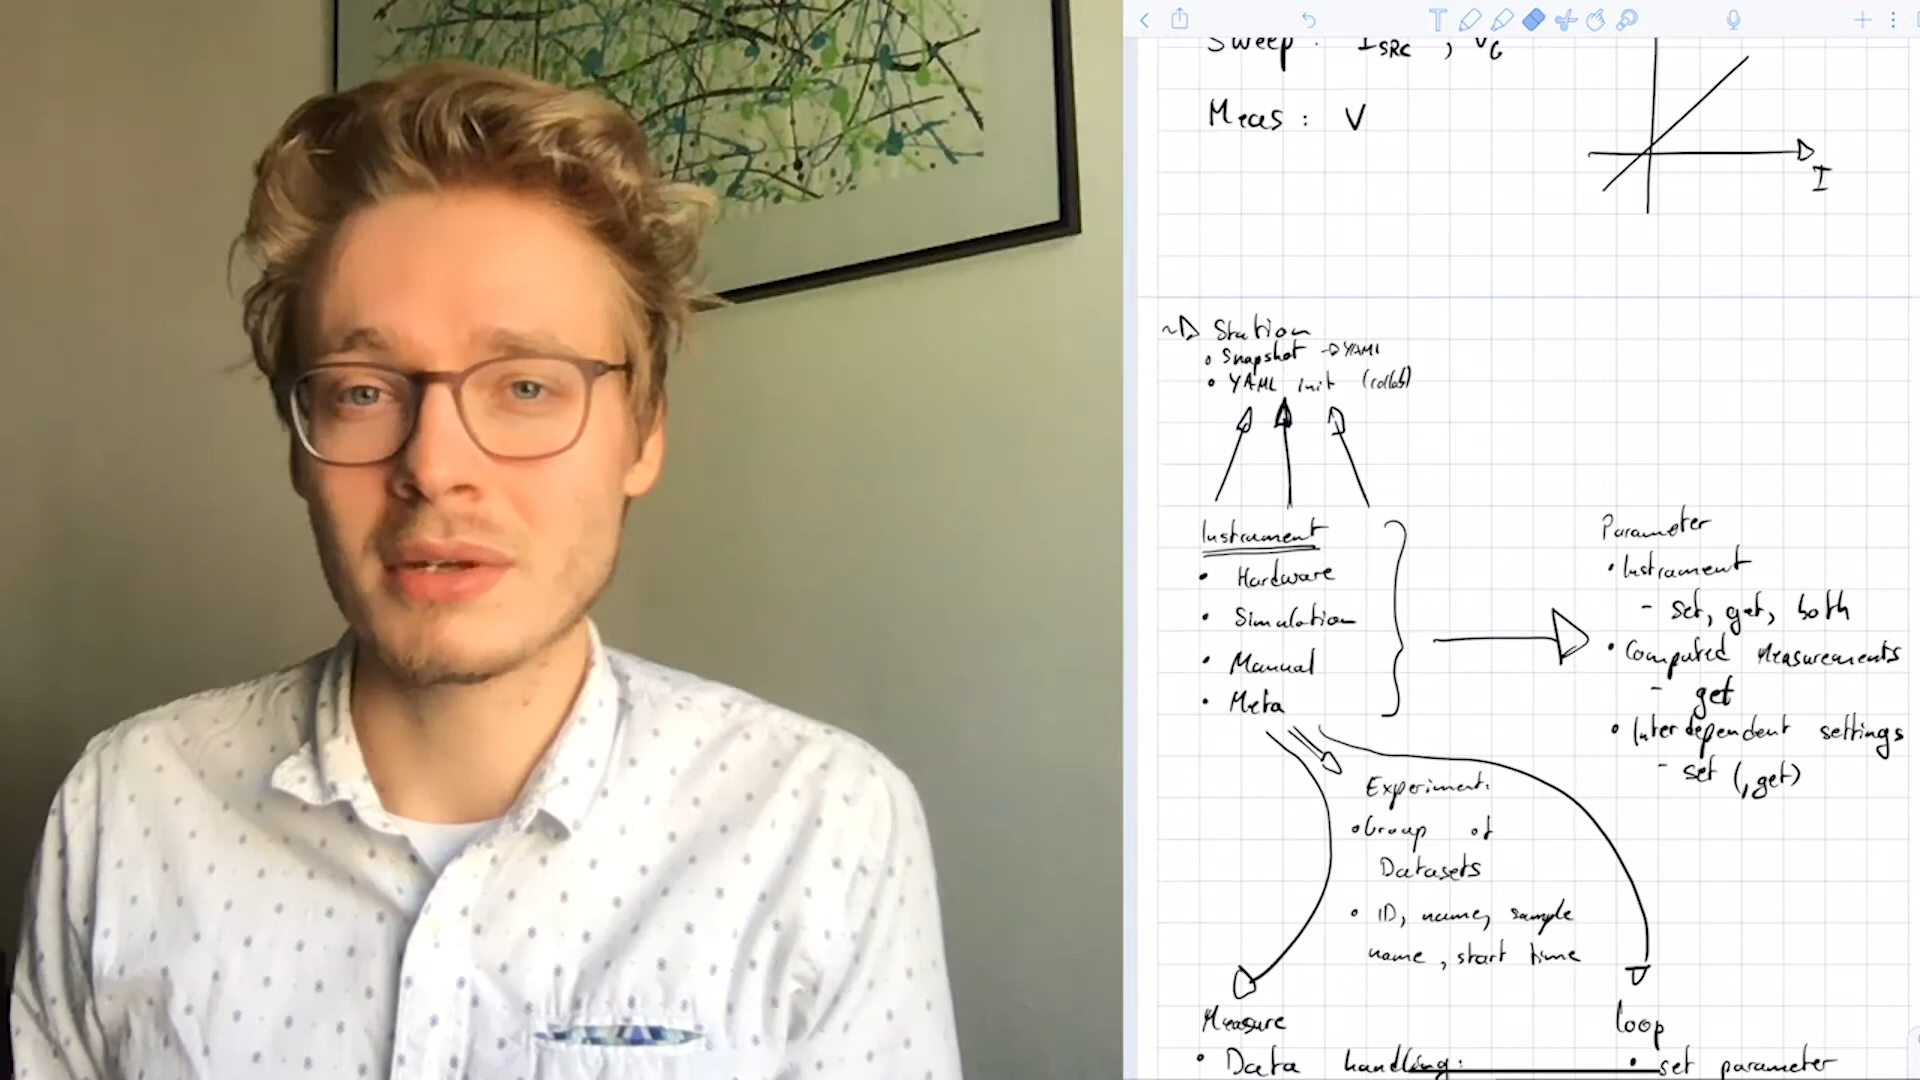 Sweep : I SRC , V G
Meas : V
I
~▷ Station
• Snapshot → YAML
• YAML init (collab)
Instrument
• Hardware
• Simulation
• Manual
• Meta
Parameter
• Instrument
- set, get, both
• Computed Measurements
- get
• Interdependent settings
- set (, get)
Experiment:
• Group of
Datasets
• ID, name, sample
name, start time
Measure
• Data handling:
loop
• set parameter